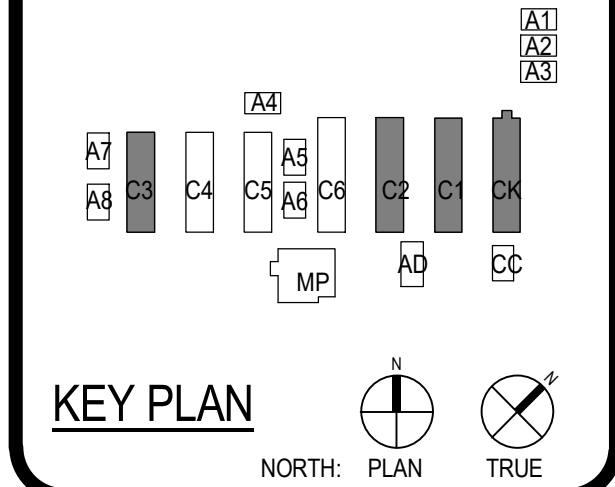 A1
A2
A3
A4
A7
A5
C3 C4 C5 C6 C2 C1 CK
A8
A6
AD CC
MP
KEY PLAN
N N
NORTH: PLAN TRUE